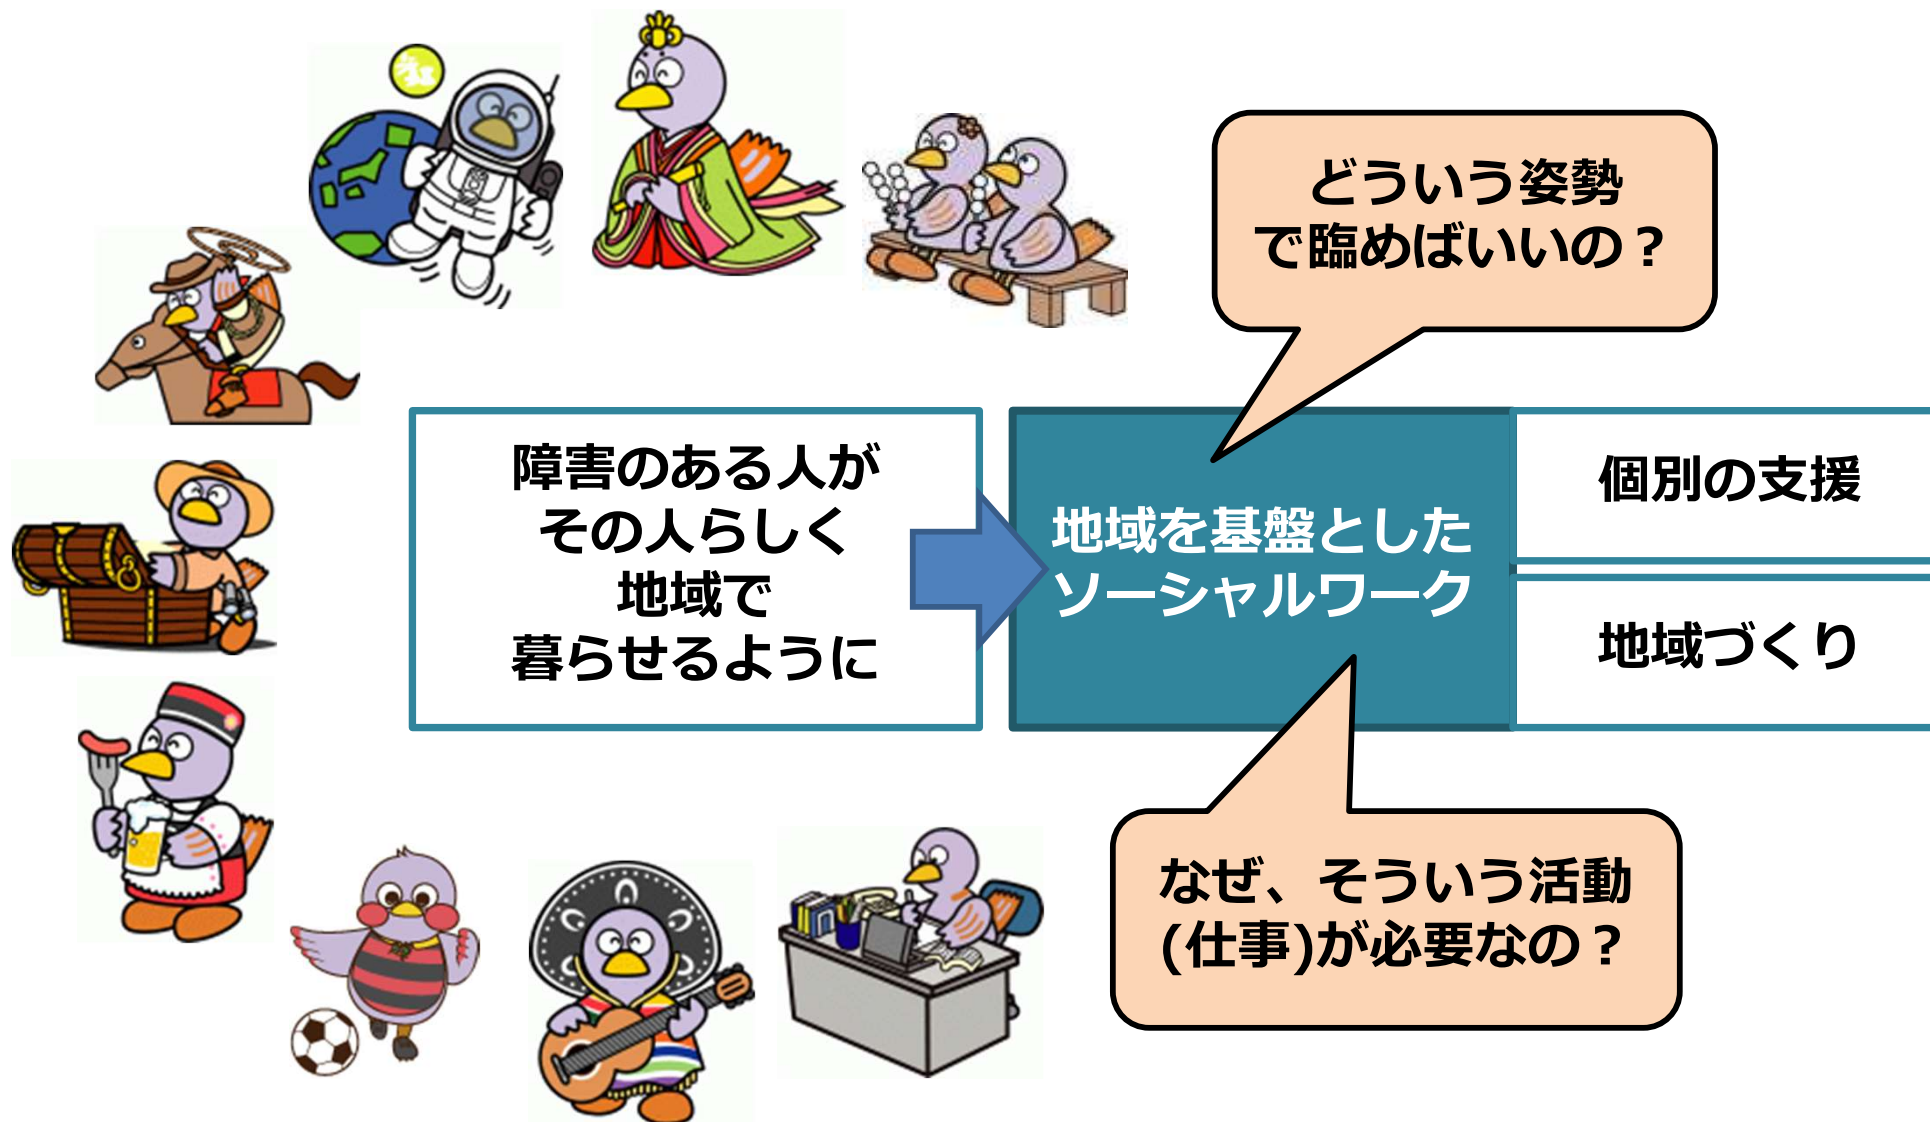 どういう姿勢
で臨めばいいの？
障害のある人が
その人らしく
地域で
暮らせるように
地域を基盤とした
ソーシャルワーク
個別の支援
地域づくり
なぜ、そういう活動
(仕事)が必要なの？